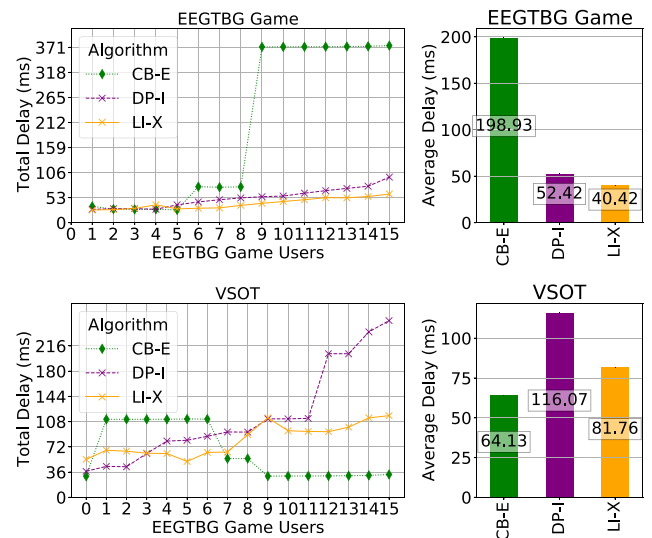 EEGTBG Game
Total Delay (ms)
371
318
265
212
159
106
53
0
Algorithm
CB-E
DP-I
LI-X
0 1 2 3 4 5 6 7 8 9 10 11 12 13 14 15
EEGTBG Game Users
EEGTBG Game
Average Delay (ms)
200
150
100
50
0
198.93
52.42
40.42
CB-E
DP-I
LI-X
VSOT
Total Delay (ms)
216
180
144
108
72
36
0
Algorithm
CB-E
DP-I
LI-X
0 1 2 3 4 5 6 7 8 9 10 11 12 13 14 15
EEGTBG Game Users
VSOT
Average Delay (ms)
100
75
50
25
0
64.13
116.07
81.76
CB-E
DP-I
LI-X